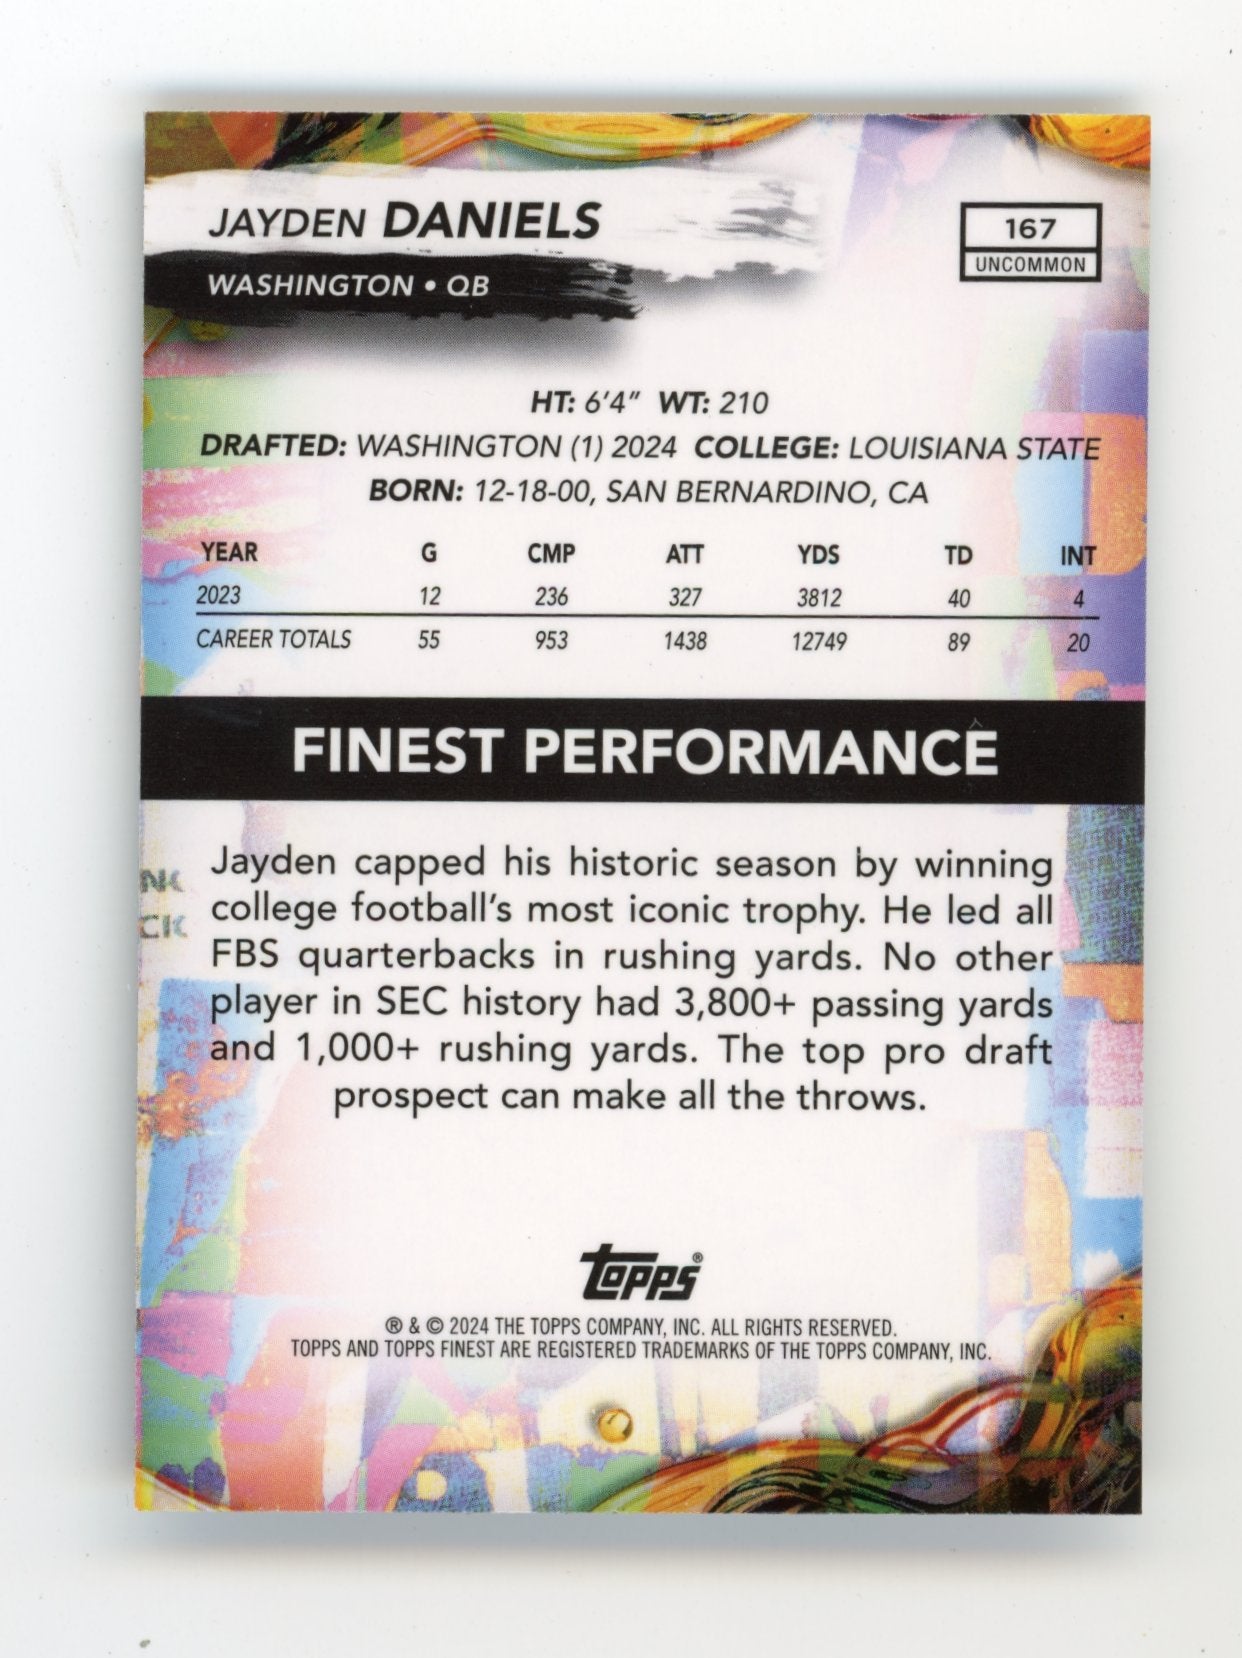 JAYDEN DANIELS
WASHINGTON • QB
167
UNCOMMON
HT: 6'4" WT: 210
DRAFTED: WASHINGTON (1) 2024 COLLEGE: LOUISIANA STATE
BORN: 12-18-00, SAN BERNARDINO, CA
YEAR G CMP ATT YDS TD INT
2023 12 236 327 3812 40 4
CAREER TOTALS 55 953 1438 12749 89 20
FINEST PERFORMANCE
Jayden capped his historic season by winning
college football's most iconic trophy. He led all
FBS quarterbacks in rushing yards. No other
player in SEC history had 3,800+ passing yards
and 1,000+ rushing yards. The top pro draft
prospect can make all the throws.
topps®
® & © 2024 THE TOPPS COMPANY, INC. ALL RIGHTS RESERVED.
TOPPS AND TOPPS FINEST ARE REGISTERED TRADEMARKS OF THE TOPPS COMPANY, INC.